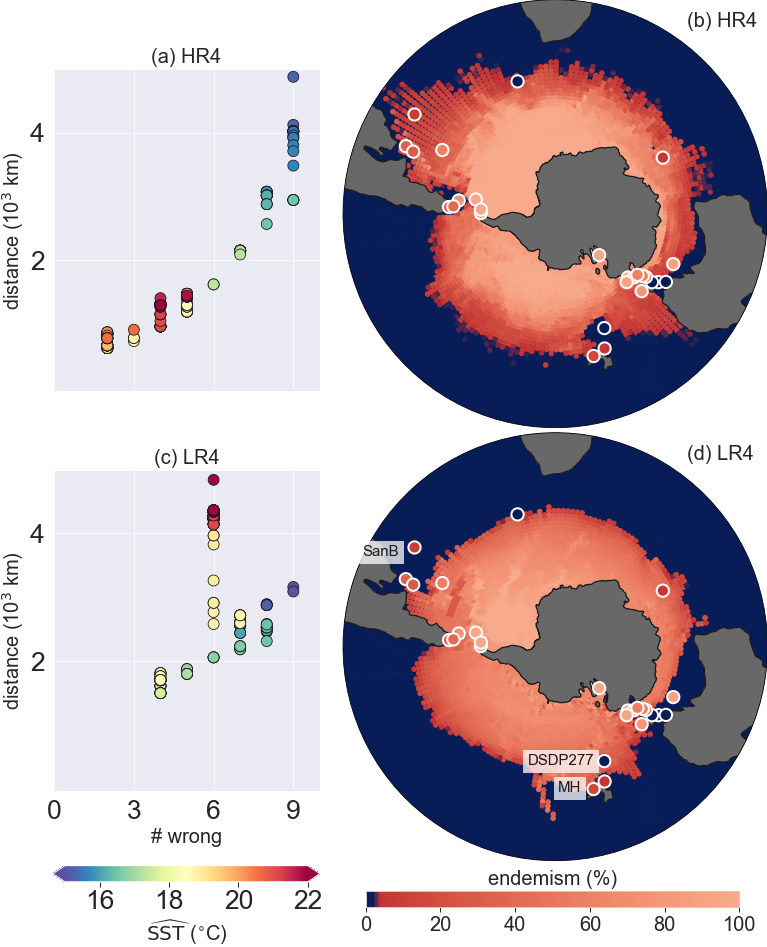 (a) HR4
(b) HR4
distance (10³ km)
4
2
(c) LR4
(d) LR4
distance (10³ km)
4
2
0 3 6 9
# wrong
SanB
DSDP277
MH
16 18 20 22
S͡ST (°C)
endemism (%)
0 20 40 60 80 100